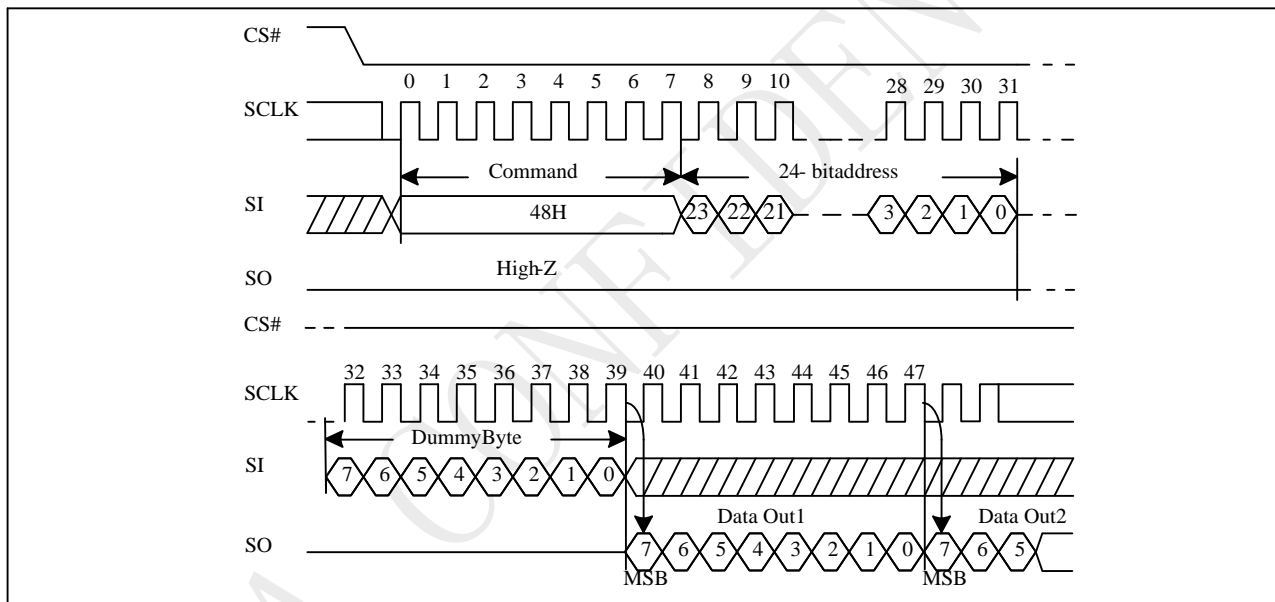 CS#
0 1 2 3 4 5 6 7 8 9 10 28 29 30 31
SCLK
Command 24- bitaddress
SI 48H 23 22 21 3 2 1 0
High-Z
SO
CS#
32 33 34 35 36 37 38 39 40 41 42 43 44 45 46 47
SCLK
DummyByte
SI 7 6 5 4 3 2 1 0
Data Out1 Data Out2
SO 7 6 5 4 3 2 1 0 7 6 5
MSB MSB
CONFIDEN
A